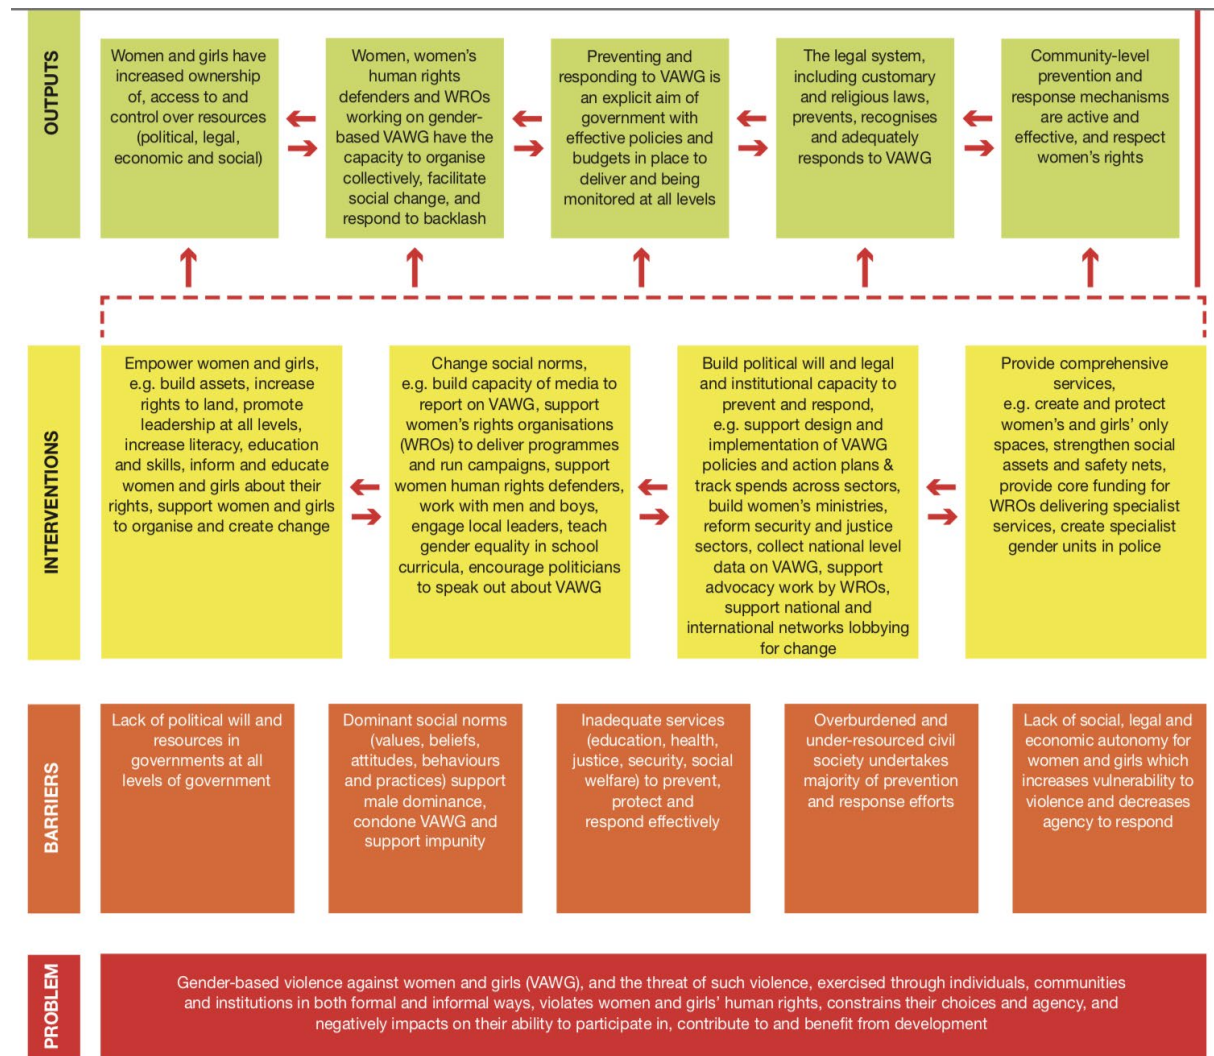 OUTPUTS
Women and girls have
increased ownership
of, access to and
control over resources
(political, legal,
economic and social)
Women, women's
human rights
defenders and WROs
working on gender-
based VAWG have the
capacity to organise
collectively, facilitate
social change, and
respond to backlash
Preventing and
responding to VAWG is
an explicit aim of
government with
effective policies and
budgets in place to
deliver and being
monitored at all levels
The legal system,
including customary
and religious laws,
prevents, recognises
and adequately
responds to VAWG
Community-level
prevention and
response mechanisms
are active and
effective, and respect
women's rights
INTERVENTIONS
Empower women and girls,
e.g. build assets, increase
rights to land, promote
leadership at all levels,
increase literacy, education
and skills, inform and educate
women and girls about their
rights, support women and girls
to organise and create change
Change social norms,
e.g. build capacity of media to
report on VAWG, support
women's rights organisations
(WROs) to deliver programmes
and run campaigns, support
women human rights defenders,
work with men and boys,
engage local leaders, teach
gender equality in school
curricula, encourage politicians
to speak out about VAWG
Build political will and legal
and institutional capacity to
prevent and respond,
e.g. support design and
implementation of VAWG
policies and action plans &
track spends across sectors,
build women's ministries,
reform security and justice
sectors, collect national level
data on VAWG, support
advocacy work by WROs,
support national and
international networks lobbying
for change
Provide comprehensive
services,
e.g. create and protect
women's and girls' only
spaces, strengthen social
assets and safety nets,
provide core funding for
WROs delivering specialist
services, create specialist
gender units in police
BARRIERS
Lack of political will and
resources in
governments at all
levels of government
Dominant social norms
(values, beliefs,
attitudes, behaviours
and practices) support
male dominance,
condone VAWG and
support impunity
Inadequate services
(education, health,
justice, security, social
welfare) to prevent,
protect and
respond effectively
Overburdened and
under-resourced civil
society undertakes
majority of prevention
and response efforts
Lack of social, legal and
economic autonomy for
women and girls which
increases vulnerability to
violence and decreases
agency to respond
PROBLEM
Gender-based violence against women and girls (VAWG), and the threat of such violence, exercised through individuals, communities
and institutions in both formal and informal ways, violates women and girls' human rights, constrains their choices and agency, and
negatively impacts on their ability to participate in, contribute to and benefit from development